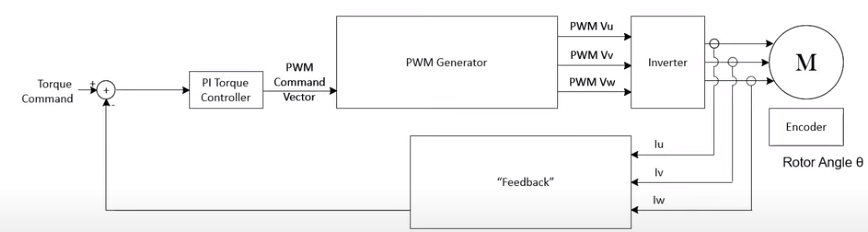 Torque
Command
+
+
-
PI Torque
Controller
PWM
Command
Vector
PWM Generator
PWM Vu
PWM Vv
PWM Vw
Inverter
M
Encoder
Rotor Angle θ
"Feedback"
Iu
Iv
Iw